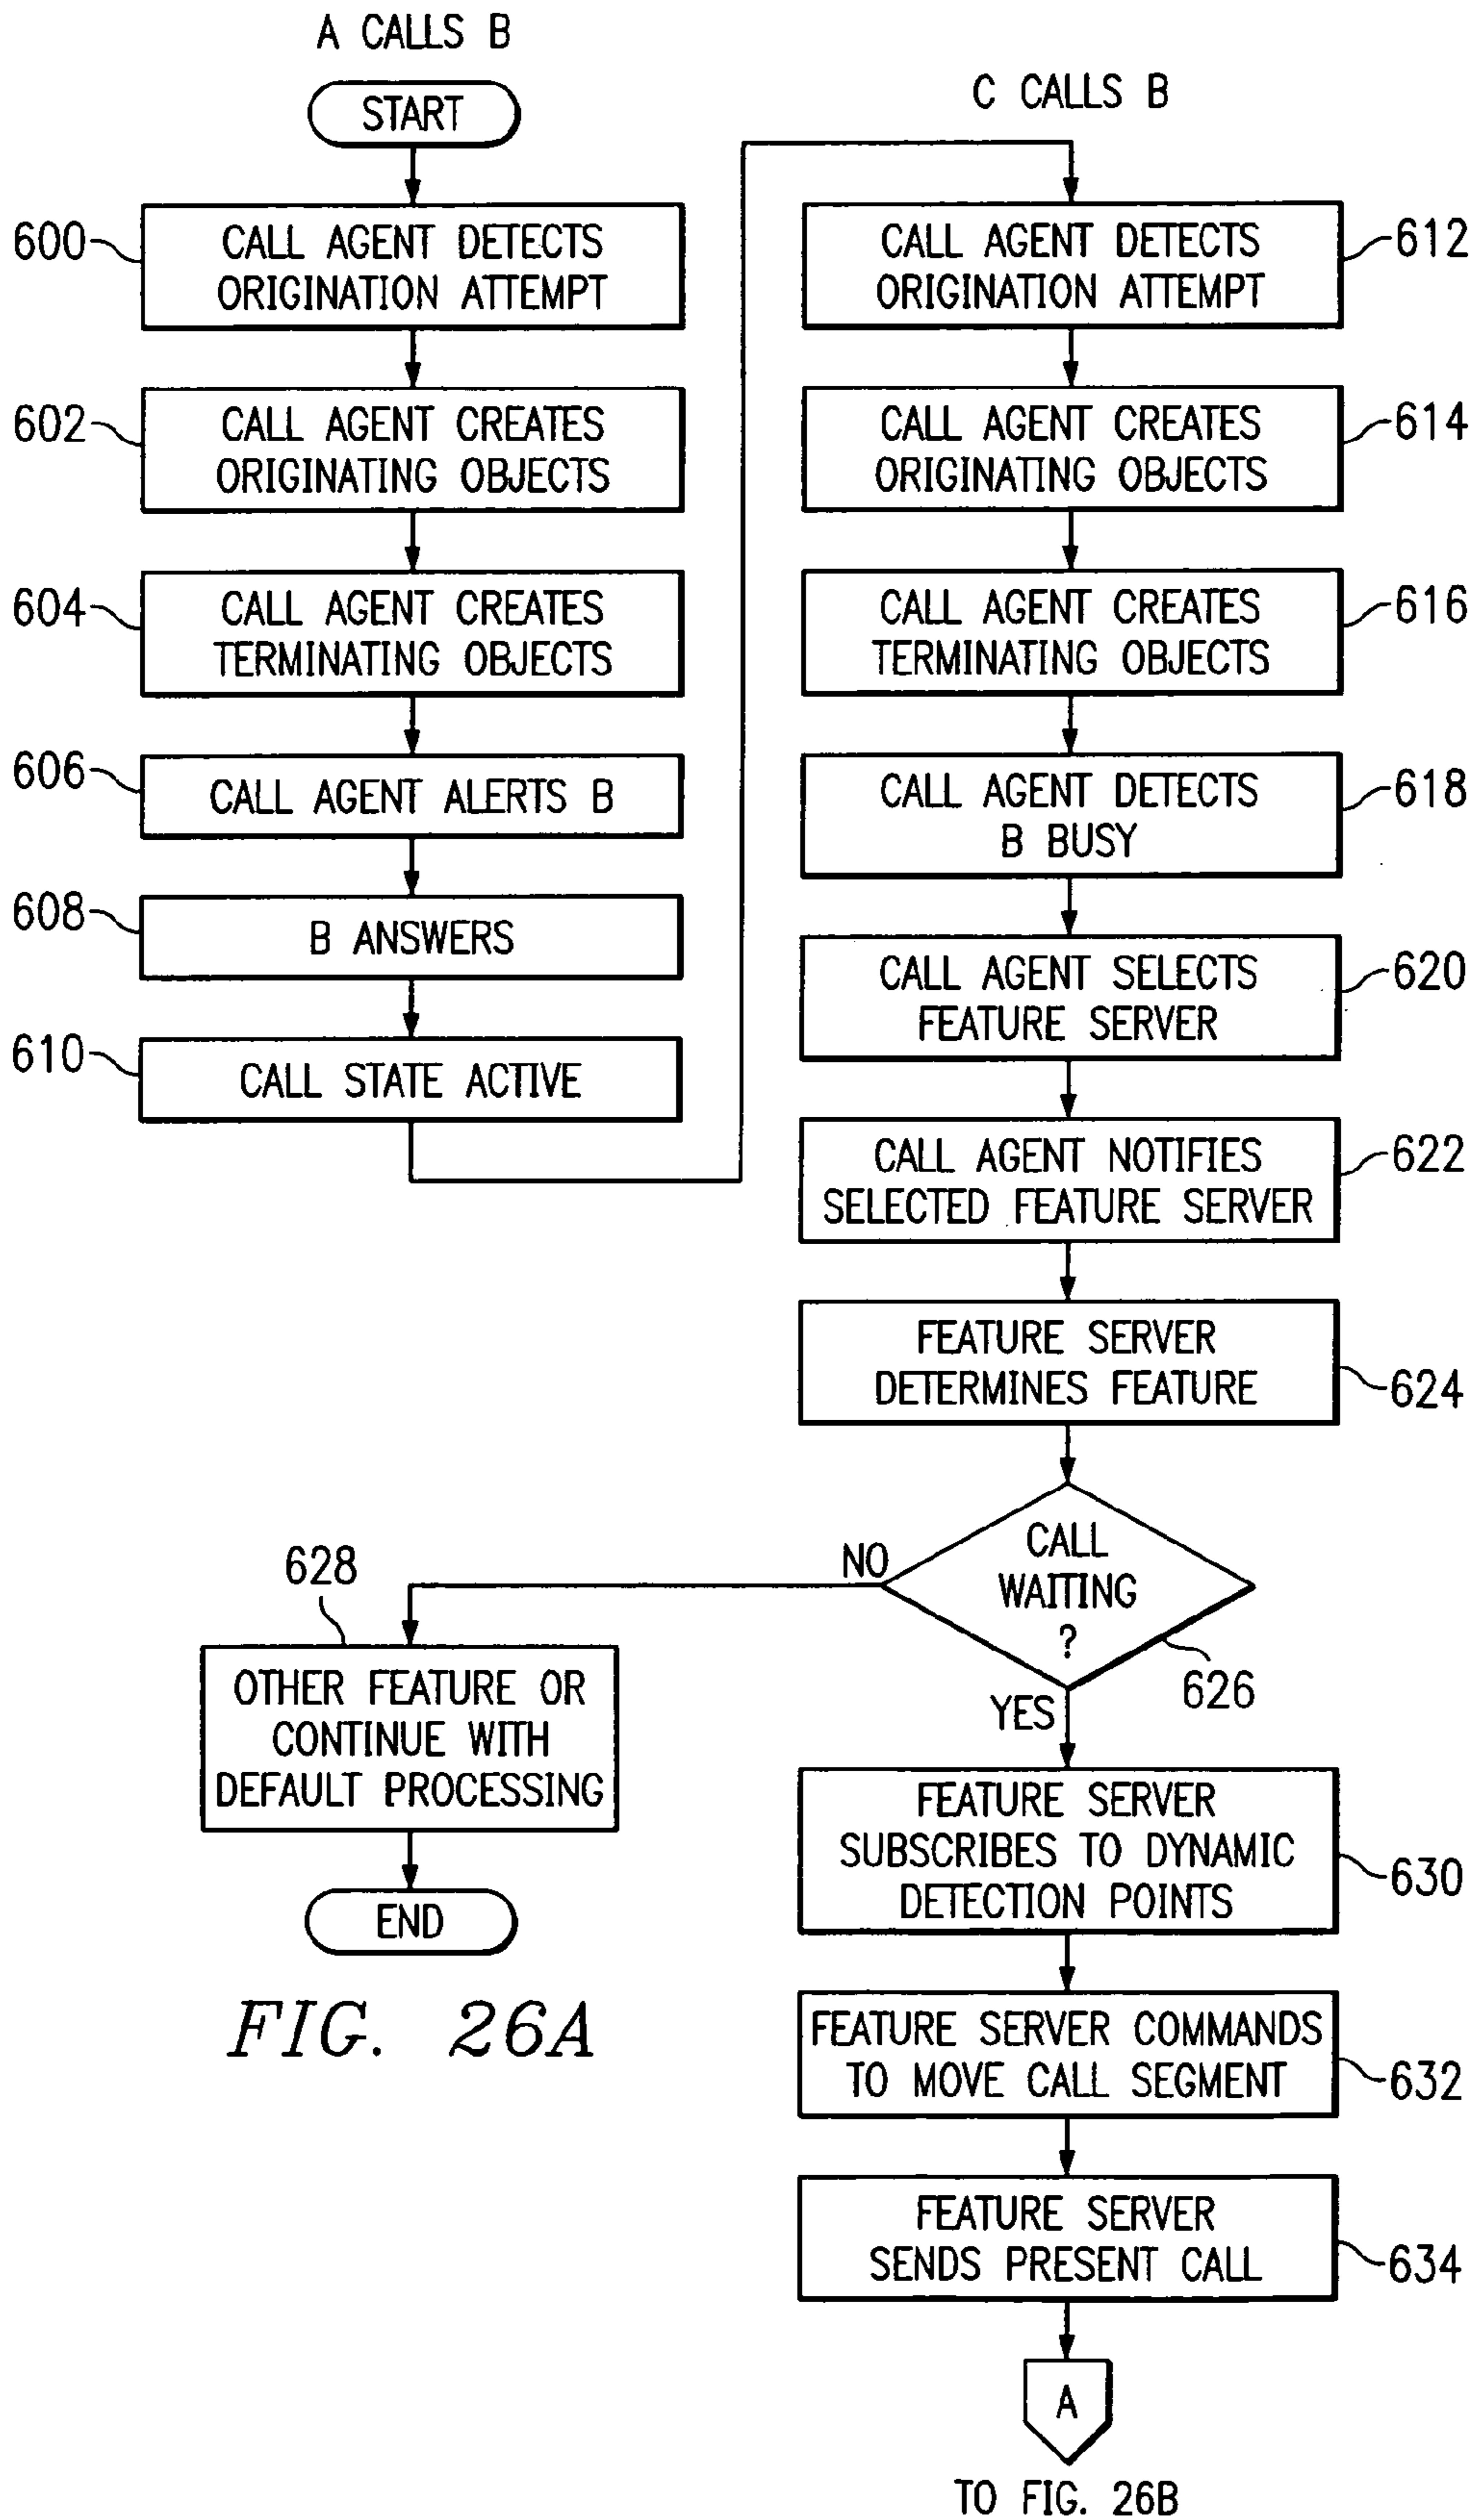 A CALLS B
START
600
CALL AGENT DETECTS
ORIGINATION ATTEMPT
602
CALL AGENT CREATES
ORIGINATING OBJECTS
604
CALL AGENT CREATES
TERMINATING OBJECTS
606
CALL AGENT ALERTS B
608
B ANSWERS
610
CALL STATE ACTIVE
C CALLS B
CALL AGENT DETECTS
ORIGINATION ATTEMPT
612
CALL AGENT CREATES
ORIGINATING OBJECTS
614
CALL AGENT CREATES
TERMINATING OBJECTS
616
CALL AGENT DETECTS
B BUSY
618
CALL AGENT SELECTS
FEATURE SERVER
620
CALL AGENT NOTIFIES
SELECTED FEATURE SERVER
622
FEATURE SERVER
DETERMINES FEATURE
624
CALL
WAITING
?
626
NO
628
OTHER FEATURE OR
CONTINUE WITH
DEFAULT PROCESSING
END
YES
FEATURE SERVER
SUBSCRIBES TO DYNAMIC
DETECTION POINTS
630
FEATURE SERVER COMMANDS
TO MOVE CALL SEGMENT
632
FEATURE SERVER
SENDS PRESENT CALL
634
A
TO FIG. 26B
FIG. 26A